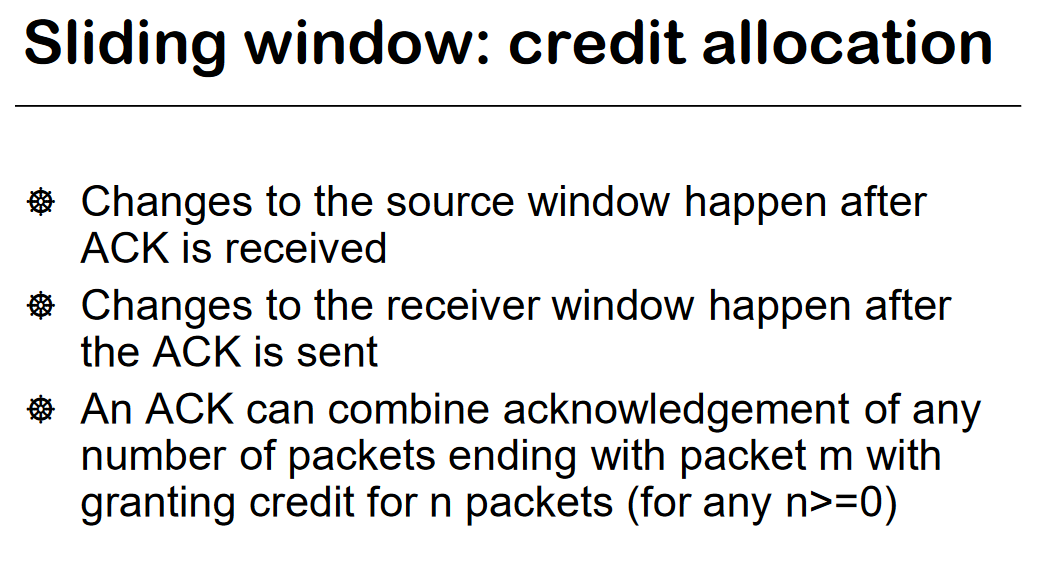 Sliding window: credit allocation
Changes to the source window happen after
ACK is received
Changes to the receiver window happen after
the ACK is sent
An ACK can combine acknowledgement of any
number of packets ending with packet m with
granting credit for n packets (for any n>=0)